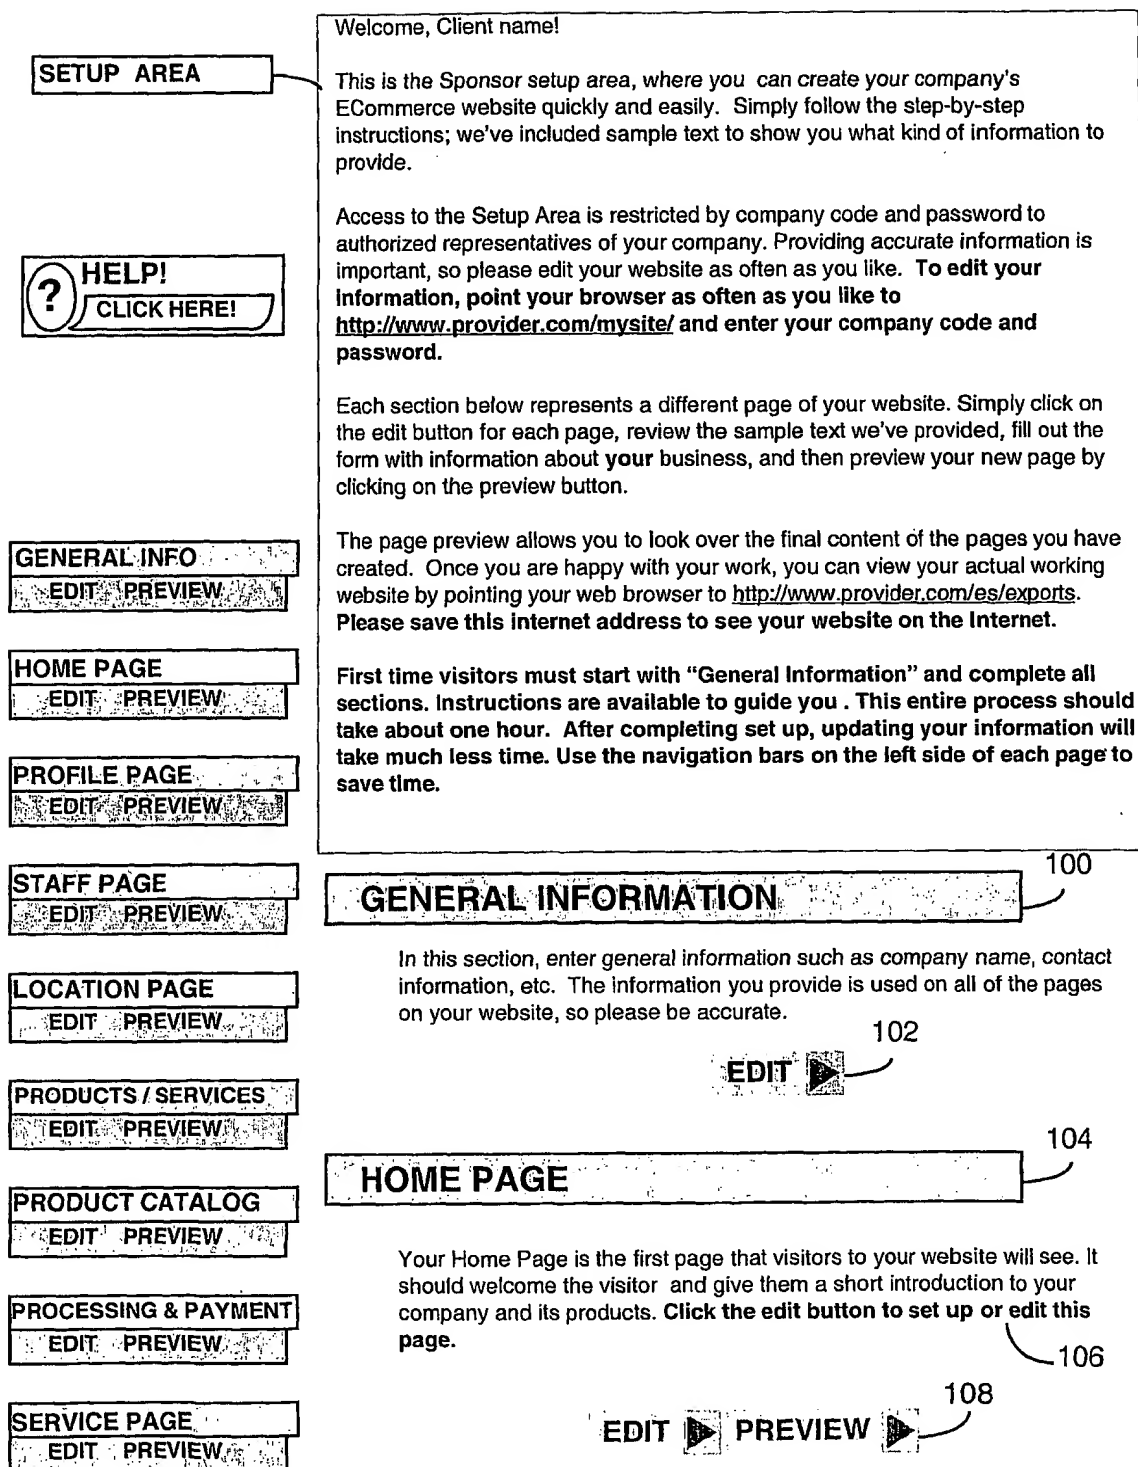 Welcome, Client name!
SETUP AREA
This is the Sponsor setup area, where you can create your company's
ECommerce website quickly and easily. Simply follow the step-by-step
instructions; we've included sample text to show you what kind of information to
provide.
Access to the Setup Area is restricted by company code and password to
authorized representatives of your company. Providing accurate information is
important, so please edit your website as often as you like. To edit your
information, point your browser as often as you like to
http://www.provider.com/mysite/ and enter your company code and
password.
? HELP!
CLICK HERE!
Each section below represents a different page of your website. Simply click on
the edit button for each page, review the sample text we've provided, fill out the
form with information about your business, and then preview your new page by
clicking on the preview button.
The page preview allows you to look over the final content of the pages you have
created. Once you are happy with your work, you can view your actual working
website by pointing your web browser to http://www.provider.com/es/exports.
Please save this internet address to see your website on the Internet.
First time visitors must start with "General Information" and complete all
sections. Instructions are available to guide you . This entire process should
take about one hour. After completing set up, updating your information will
take much less time. Use the navigation bars on the left side of each page to
save time.
GENERAL INFO
EDIT PREVIEW
HOME PAGE
EDIT PREVIEW
PROFILE PAGE
EDIT PREVIEW
STAFF PAGE
EDIT PREVIEW
LOCATION PAGE
EDIT PREVIEW
PRODUCTS / SERVICES
EDIT PREVIEW
PRODUCT CATALOG
EDIT PREVIEW
PROCESSING & PAYMENT
EDIT PREVIEW
SERVICE PAGE
EDIT PREVIEW
100
GENERAL INFORMATION
In this section, enter general information such as company name, contact
information, etc. The information you provide is used on all of the pages
on your website, so please be accurate.
102
EDIT
104
HOME PAGE
Your Home Page is the first page that visitors to your website will see. It
should welcome the visitor and give them a short introduction to your
company and its products. Click the edit button to set up or edit this
page.
106
108
EDIT PREVIEW